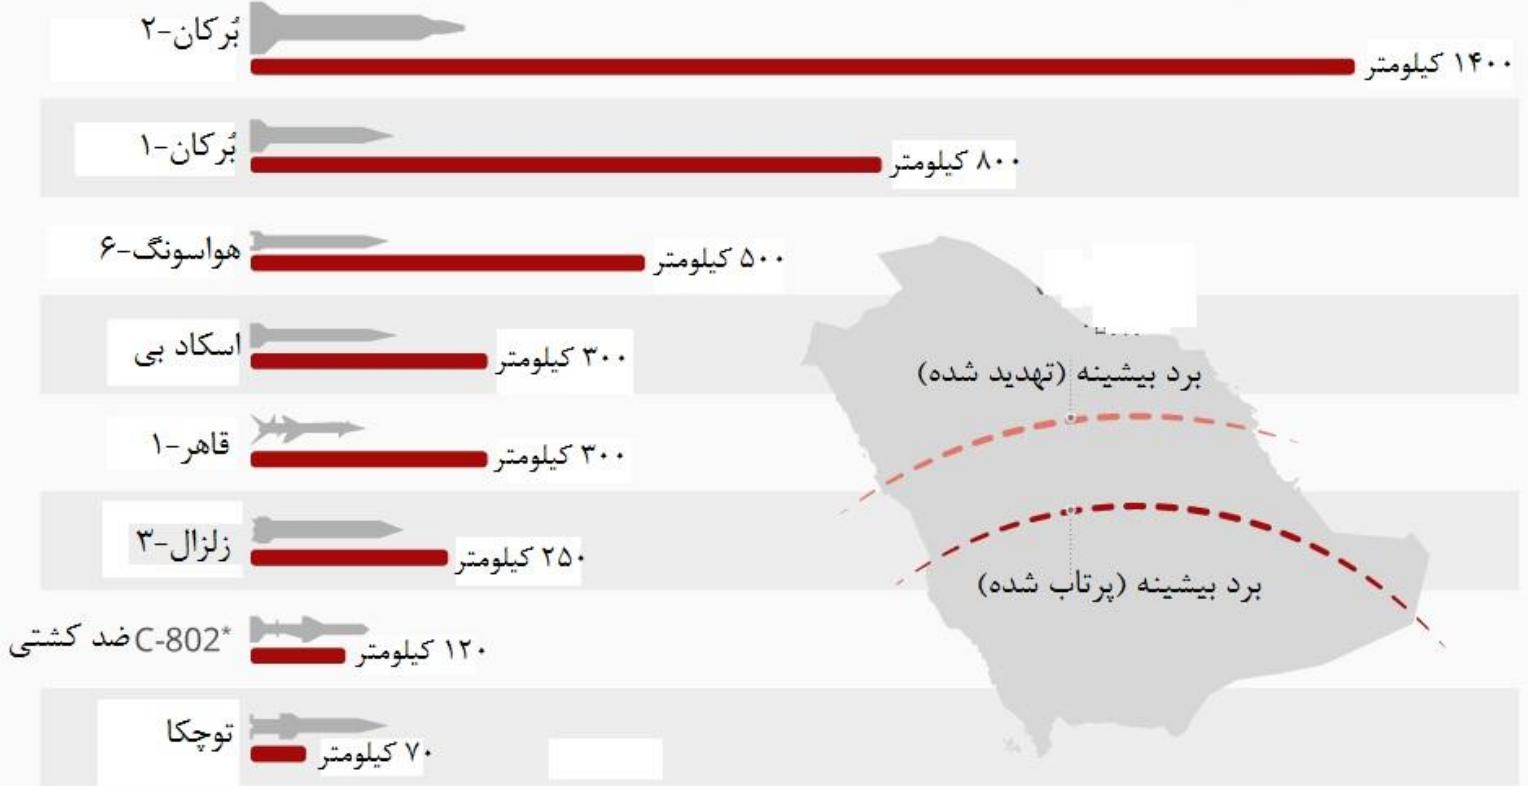 بُرکان-۲
۱۴۰۰ کیلومتر
بُرکان-۱
۸۰۰ کیلومتر
هواسونگ-۶
۵۰۰ کیلومتر
اسکاد بی
۳۰۰ کیلومتر
قاهر-۱
۳۰۰ کیلومتر
زلزال-۳
۲۵۰ کیلومتر
*C-802 ضد کشتی
۱۲۰ کیلومتر
توچکا
۷۰ کیلومتر
برد بیشینه (تهدید شده)
برد بیشینه (پرتاب شده)